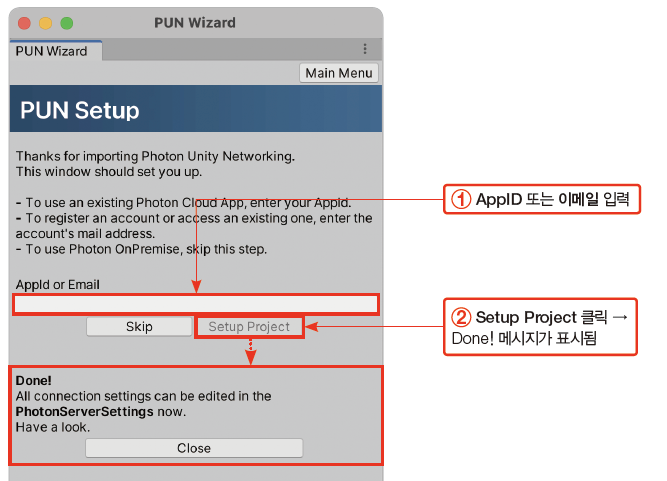 PUN Wizard
PUN Wizard
Main Menu
PUN Setup
Thanks for importing Photon Unity Networking.
This window should set you up.
- To use an existing Photon Cloud App, enter your AppId.
- To register an account or access an existing one, enter the
account's mail address.
- To use Photon OnPremise, skip this step.
AppId or Email
Skip
Setup Project
Done!
All connection settings can be edited in the
PhotonServerSettings now.
Have a look.
Close
① AppID 또는 이메일 입력
② Setup Project 클릭 →
Done! 메시지가 표시됨